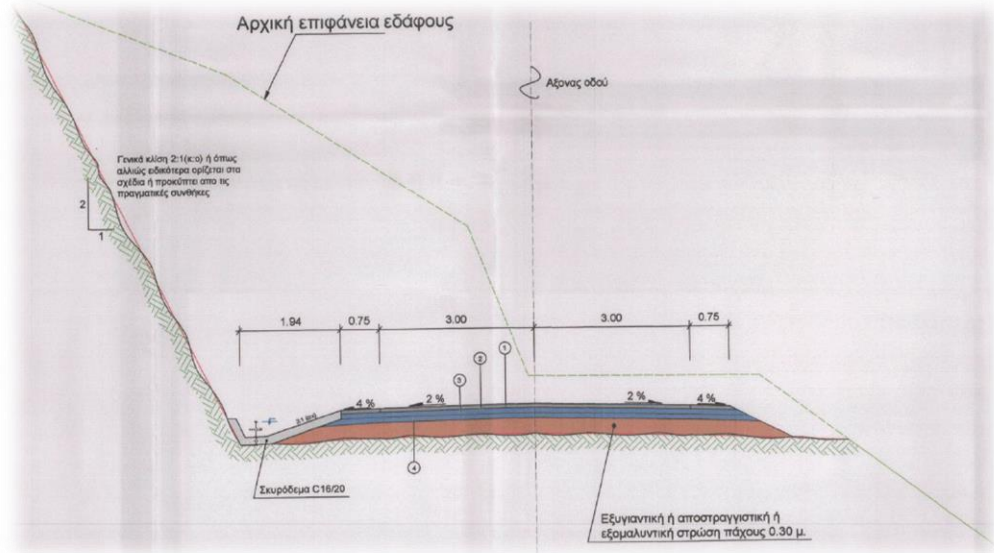 Αρχική επιφάνεια εδάφους
Αξονας οδού
Γενικά κλίση 2:1(κ:ο) ή όπως
αλλιώς ειδικότερα ορίζεται στα
σχέδια ή προκύπτει απο τις
πραγματικές συνθήκες
2
1
1.94
0.75
3.00
3.00
0.75
1
2
3
4 %
2 %
2 %
4 %
4
Σκυρόδεμα C16/20
Εξυγιαντική ή αποστραγγιστική ή
εξομαλυντική στρώση πάχους 0.30 μ.